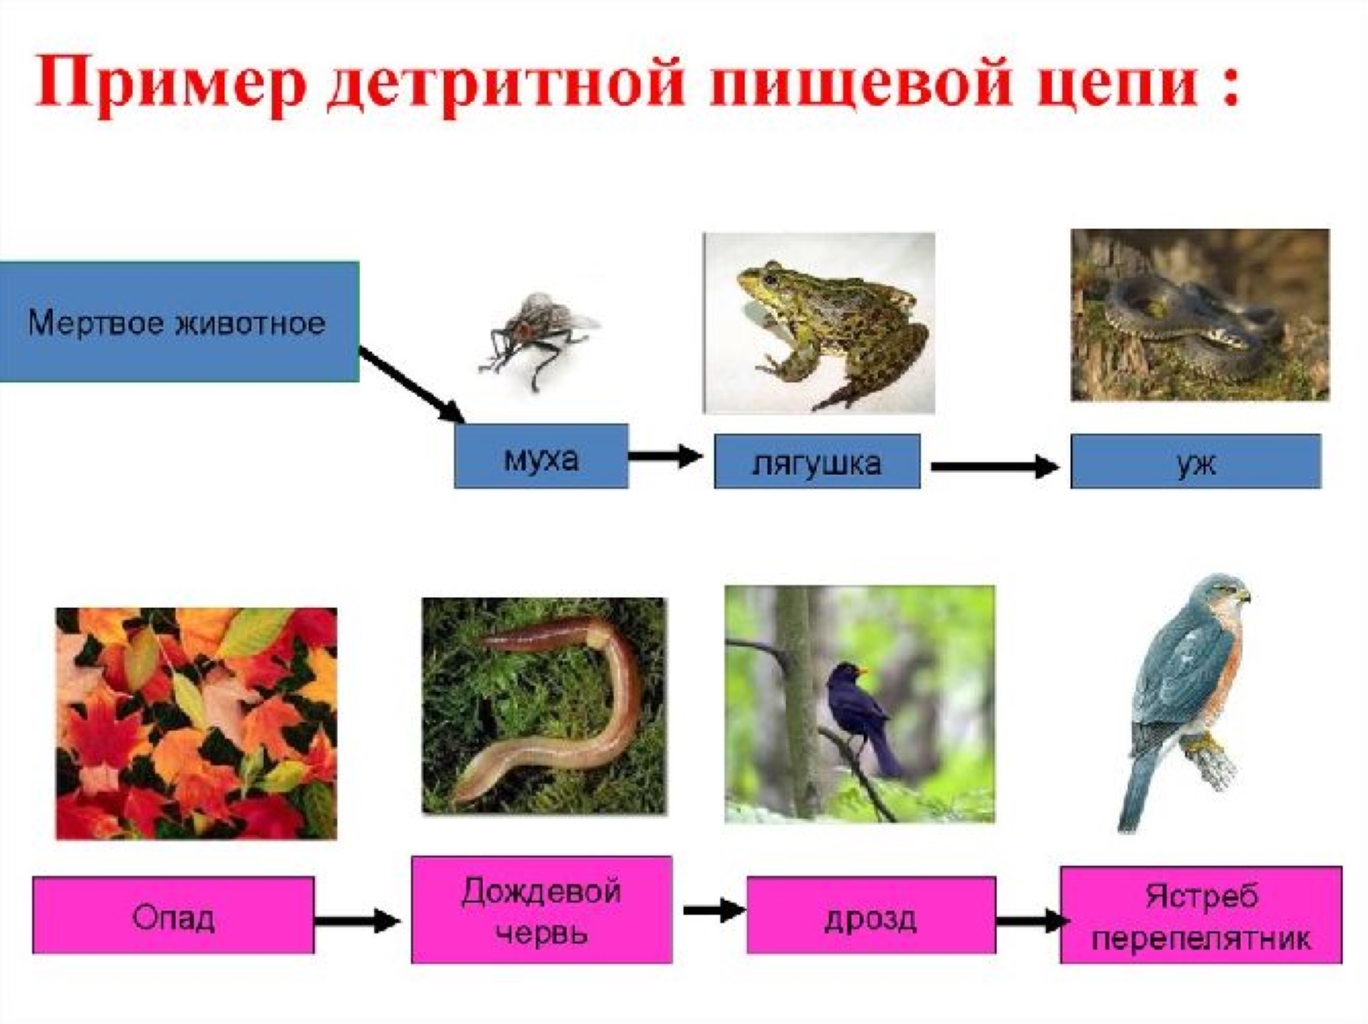 Пример детритной пищевой цепи :
Мертвое животное
муха
лягушка
уж
Опад
Дождевой
червь
дрозд
Ястреб
перепелятник